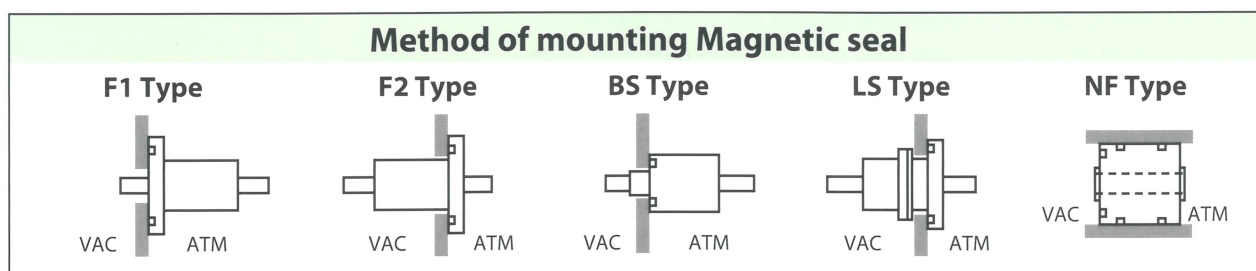 Method of mounting Magnetic seal
F1 Type F2 Type BS Type LS Type NF Type
VAC ATM VAC ATM VAC ATM VAC ATM VAC ATM